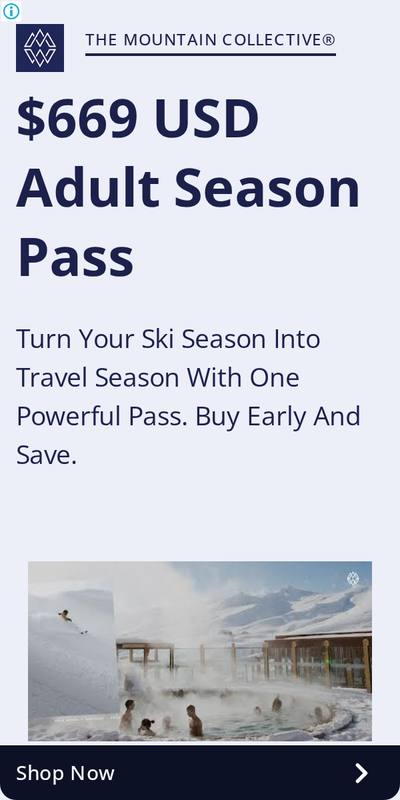 THE MOUNTAIN COLLECTIVE®
$669 USD
Adult Season
Pass
Turn Your Ski Season Into
Travel Season With One
Powerful Pass. Buy Early And
Save.
Shop Now